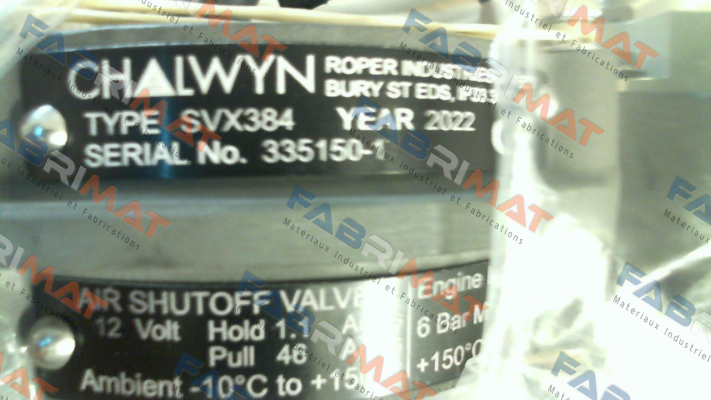 CHALWYN
ROPER INDUSTRIES
BURY ST EDS,
TYPE SVX384 YEAR 2022
SERIAL No. 335150-1
AIR SHUTOFF VALVE
12 Volt Hold 1.1
Pull 46
Ambient -10°C to +15
Engine
6 Bar M
+150°C
FABRIMAT
Materiaux Industriel et Fabrications